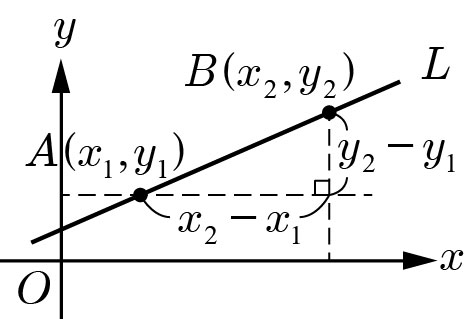 y
B(x₂,y₂)
L
A(x₁,y₁)
y₂−y₁
x₂−x₁
x
O